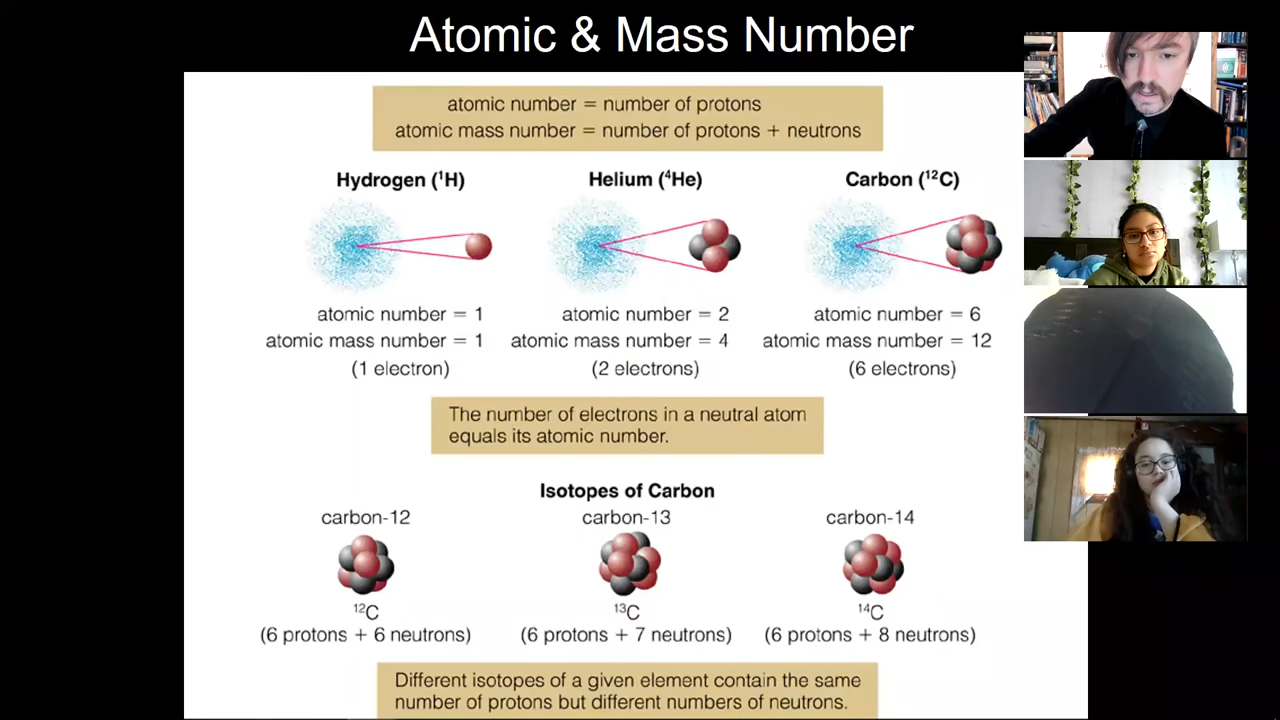 Atomic & Mass Number
atomic number = number of protons
atomic mass number = number of protons + neutrons
Hydrogen (¹H)
Helium (⁴He)
Carbon (¹²C)
atomic number = 1
atomic mass number = 1
(1 electron)
atomic number = 2
atomic mass number = 4
(2 electrons)
atomic number = 6
atomic mass number = 12
(6 electrons)
The number of electrons in a neutral atom
equals its atomic number.
Isotopes of Carbon
carbon-12
carbon-13
carbon-14
¹²C
(6 protons + 6 neutrons)
¹³C
(6 protons + 7 neutrons)
¹⁴C
(6 protons + 8 neutrons)
Different isotopes of a given element contain the same
number of protons but different numbers of neutrons.